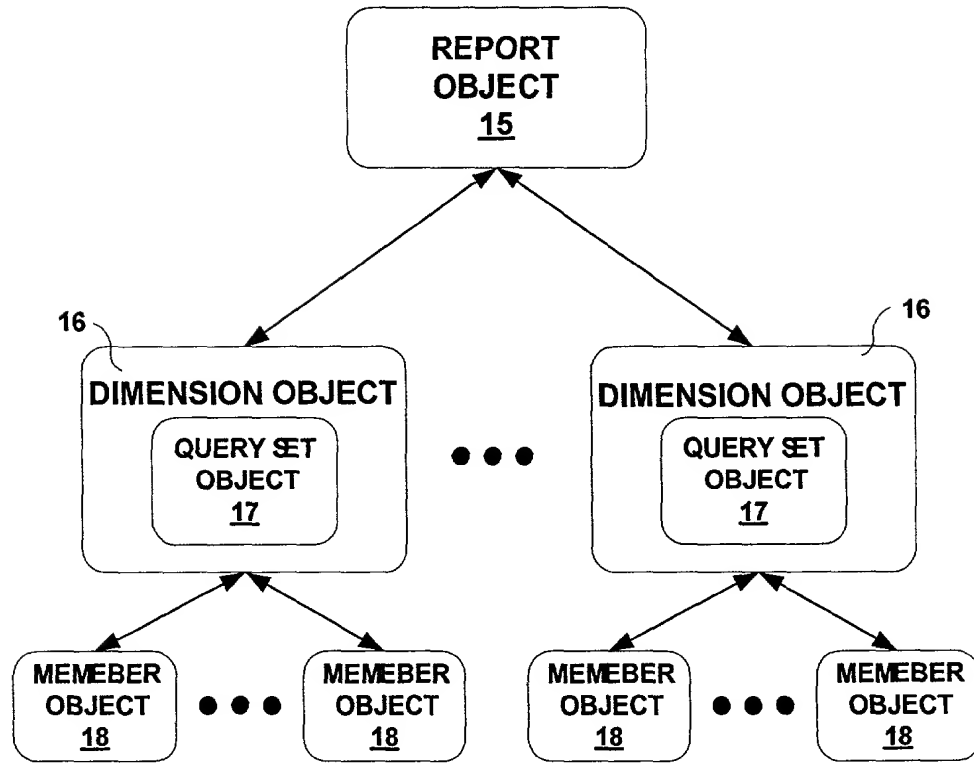 REPORT
OBJECT
15
16
16
DIMENSION OBJECT
QUERY SET
OBJECT
17
DIMENSION OBJECT
QUERY SET
OBJECT
17
MEMEBER
OBJECT
18
MEMEBER
OBJECT
18
MEMEBER
OBJECT
18
MEMEBER
OBJECT
18